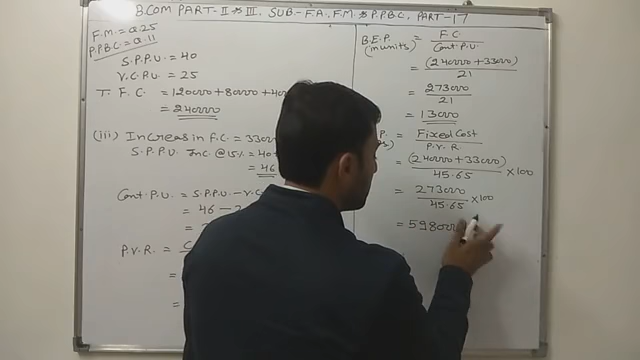 B.COM PART-II & III, SUB-F.A, F.M & P.P.B.C, PART-17
F.M = Q.25
P.P.B.C = Q.11
S.P.P.U = 40
V.C.P.U = 25
T. F. C. = 120000 + 80000 + 40
= 240000
(iii) Increas in F.C. = 33000
S.P.P.U Inc. @ 15% = 40+
= 46
Cont. P.U = S.P.P.U - V.C
= 46 -
=
P.V.R. = C
=
=
B.E.P. (in units) = F.C / Cont. P.U
= (240000 + 33000) / 21
= 273000 / 21
= 13000
P. = Fixed Cost / P.V.R.
= (240000 + 33000) / 45.65 × 100
= 273000 / 45.65 × 100
= 598000